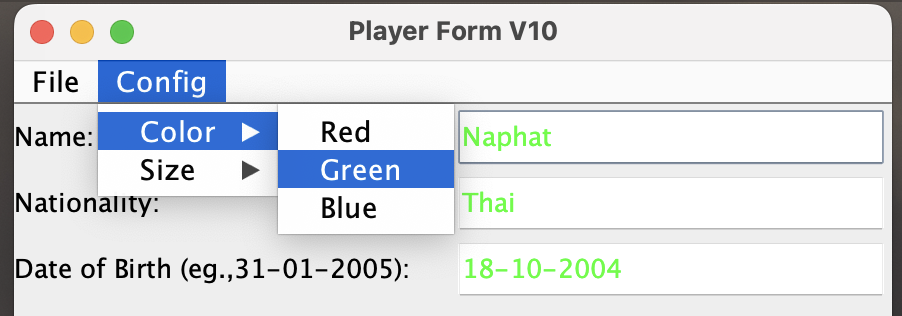 Player Form V10
File Config
Name: Color Red Naphat
Size Green
Nationality: Blue Thai
Date of Birth (eg.,31-01-2005): 18-10-2004